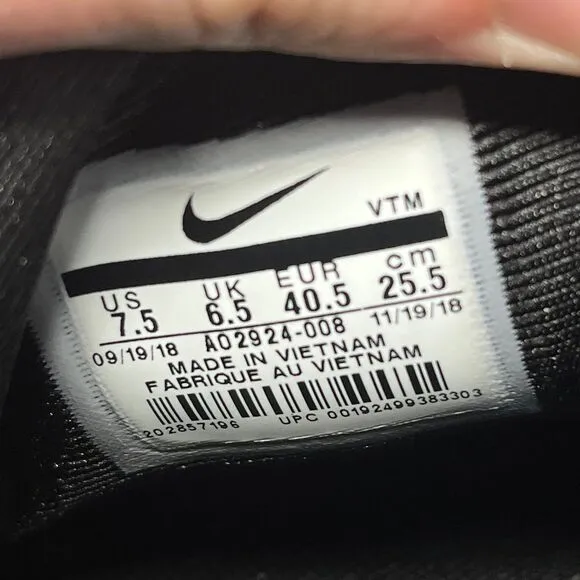 VTM
US UK EUR cm
7.5 6.5 40.5 25.5
09/19/18 AO2924-008 11/19/18
MADE IN VIETNAM
FABRIQUE AU VIETNAM
2202857196 UPC 00192499383303